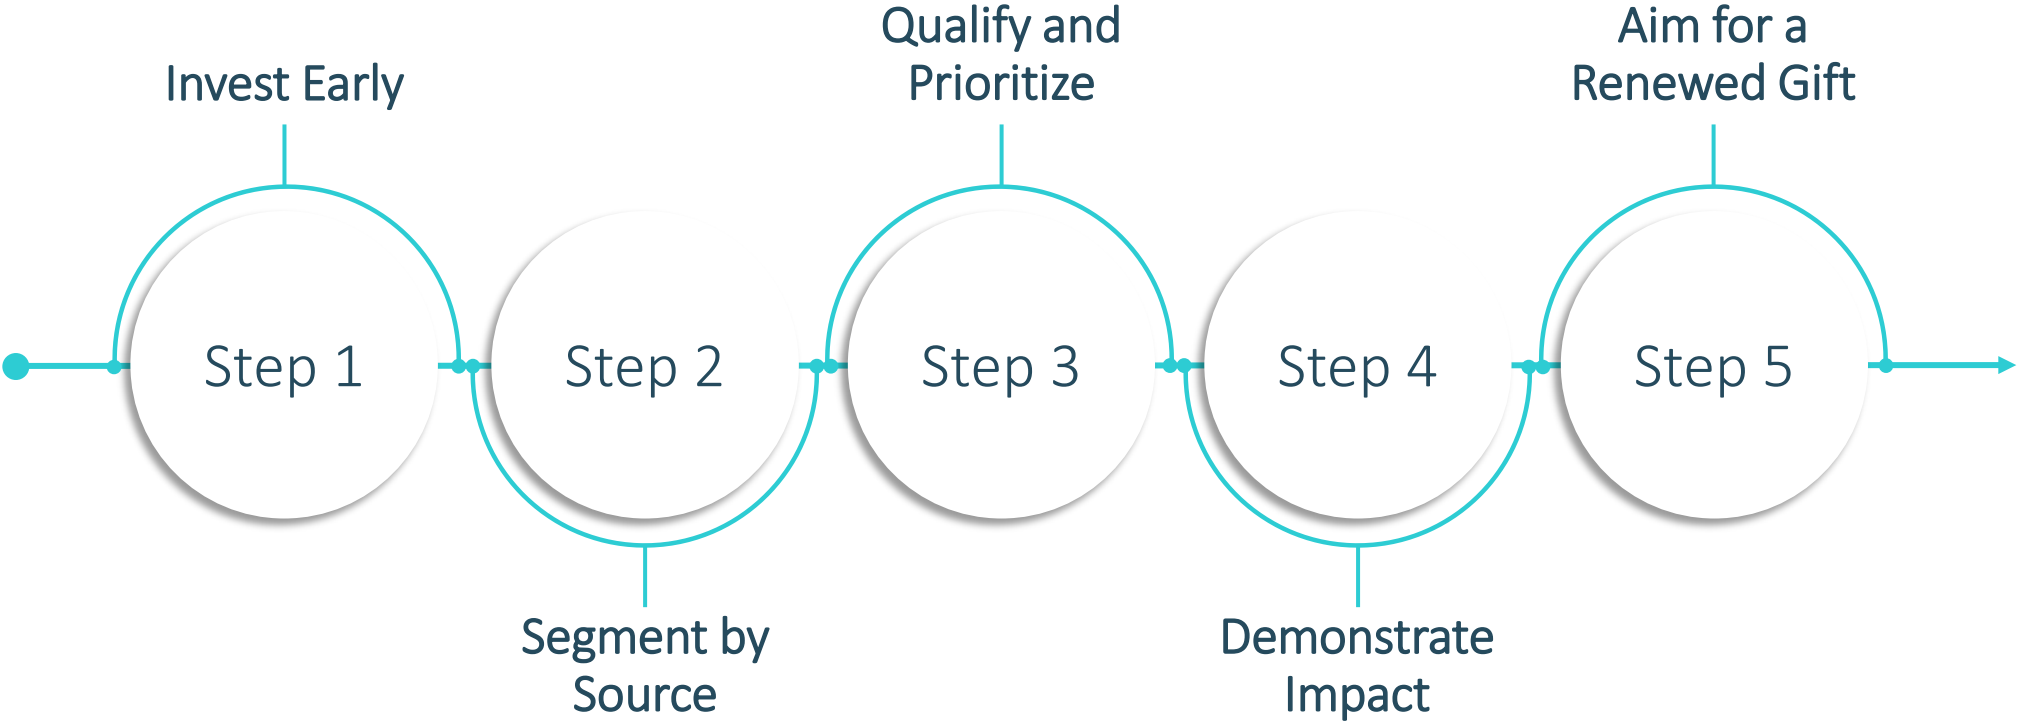 Invest Early
Step 1
Step 2
Segment by
Source
Qualify and
Prioritize
Step 3
Step 4
Demonstrate
Impact
Aim for a
Renewed Gift
Step 5